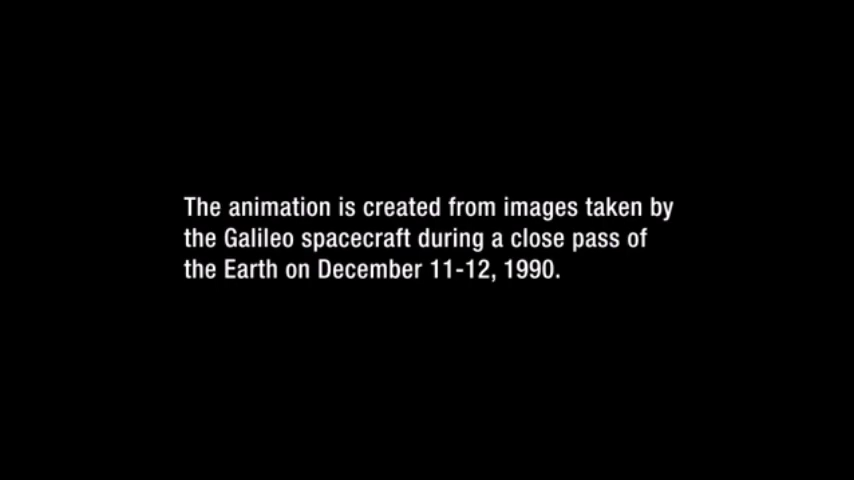 The animation is created from images taken by
the Galileo spacecraft during a close pass of
the Earth on December 11-12, 1990.